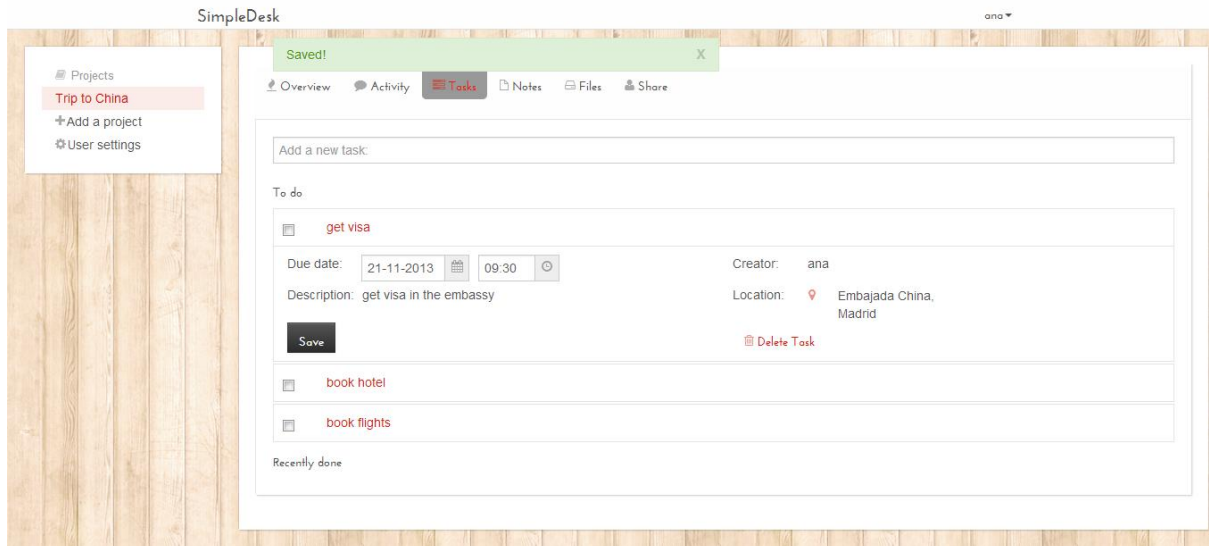 SimpleDesk ana
Saved! X
Projects
Trip to China
Add a project
User settings
Overview Activity Tasks Notes Files Share
Add a new task:
To do
get visa
Due date: 21-11-2013 09:30 Creator: ana
Description: get visa in the embassy Location: Embajada China,
Madrid
Save Delete Task
book hotel
book flights
Recently done